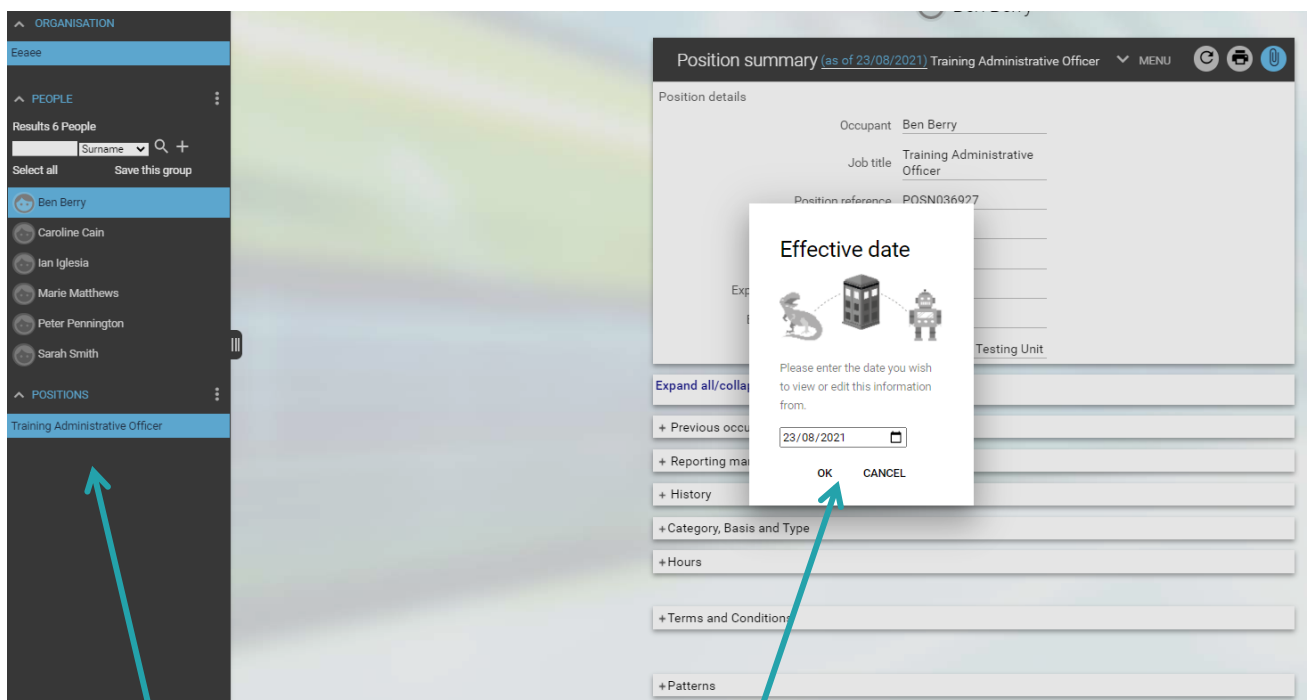 ORGANISATION
Eeaee
PEOPLE
Results 6 People
Surname
Select all Save this group
Ben Berry
Caroline Cain
Ian Iglesia
Marie Matthews
Peter Pennington
Sarah Smith
POSITIONS
Training Administrative Officer
Ben Berry
Position summary (as of 23/08/2021) Training Administrative Officer MENU
Position details
Occupant Ben Berry
Job title Training Administrative
Officer
Position reference POSN036927
Exp
Testing Unit
Effective date
Please enter the date you wish
to view or edit this information
from.
23/08/2021
OK CANCEL
Expand all/collap
+ Previous occu
+ Reporting ma
+ History
+Category, Basis and Type
+Hours
+Terms and Conditions
+Patterns